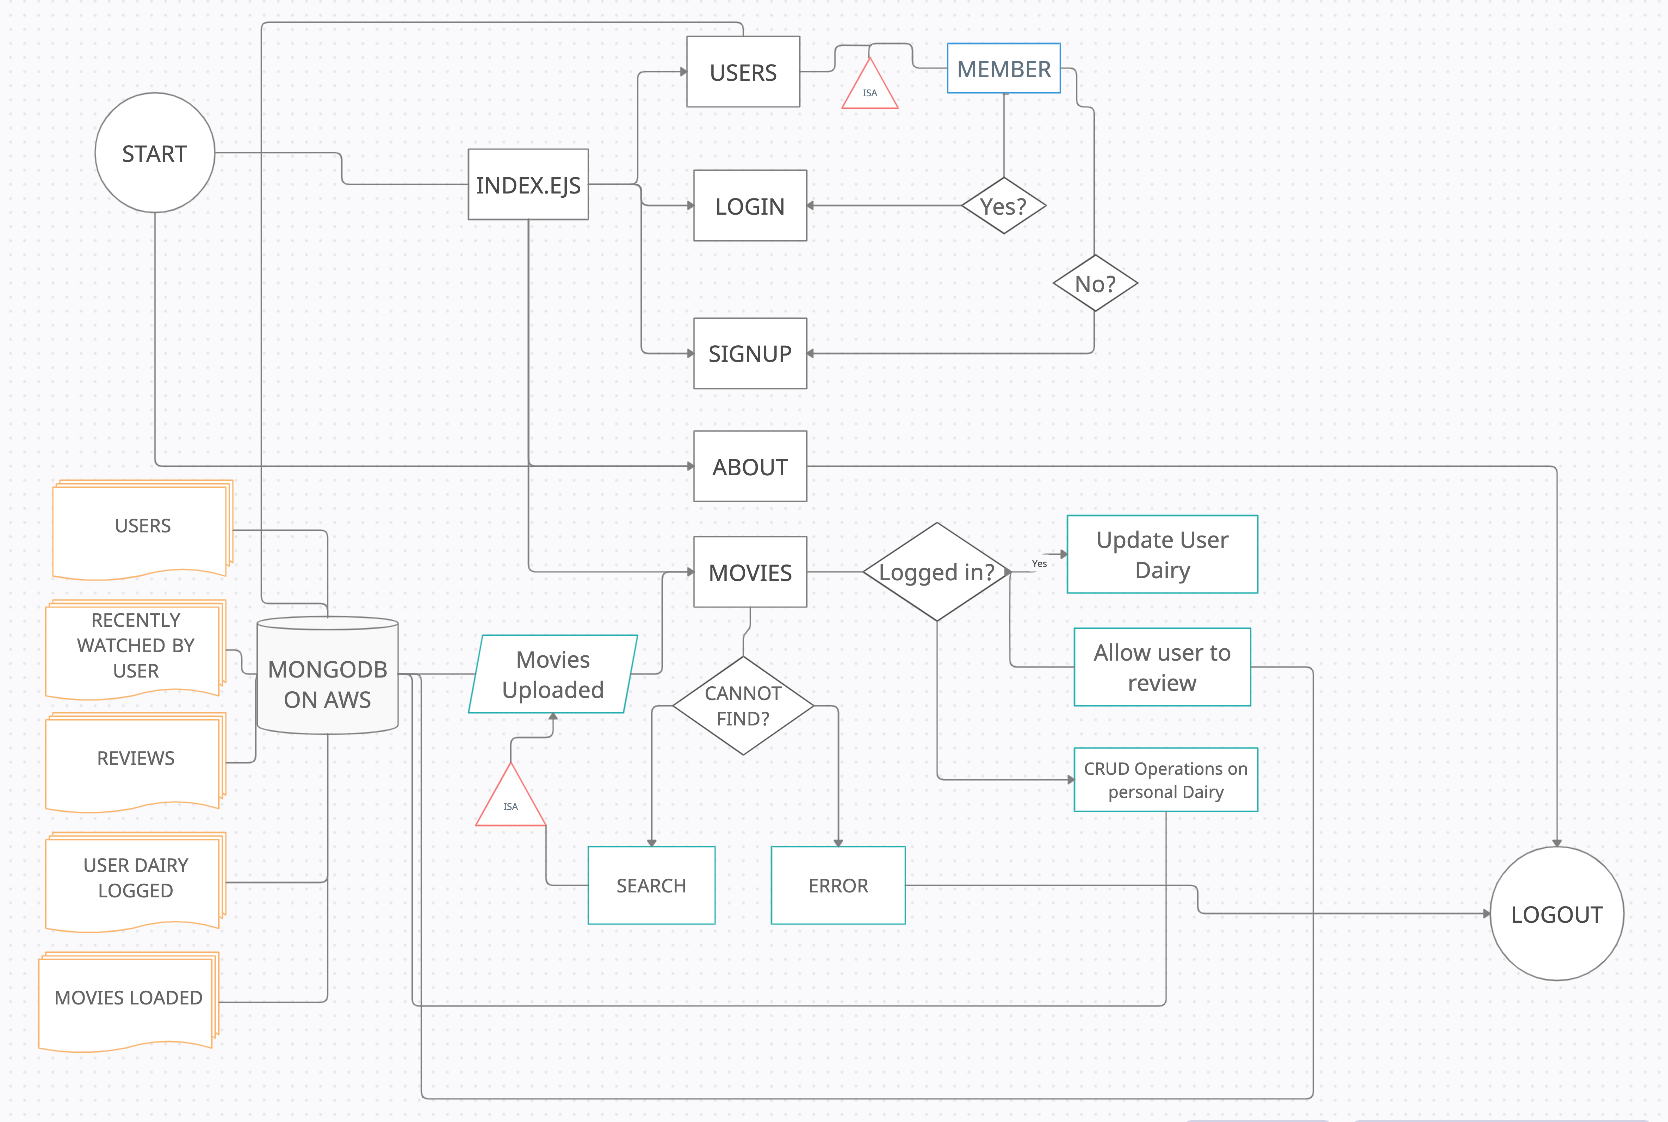 USERS
ISA
MEMBER
START
INDEX.EJS
LOGIN
Yes?
No?
SIGNUP
ABOUT
USERS
Update User
Dairy
Yes
MOVIES
Logged in?
RECENTLY
WATCHED BY
USER
MONGODB
ON AWS
Movies
Uploaded
CANNOT
FIND?
Allow user to
review
REVIEWS
CRUD Operations on
personal Dairy
ISA
USER DAIRY
LOGGED
SEARCH
ERROR
LOGOUT
MOVIES LOADED